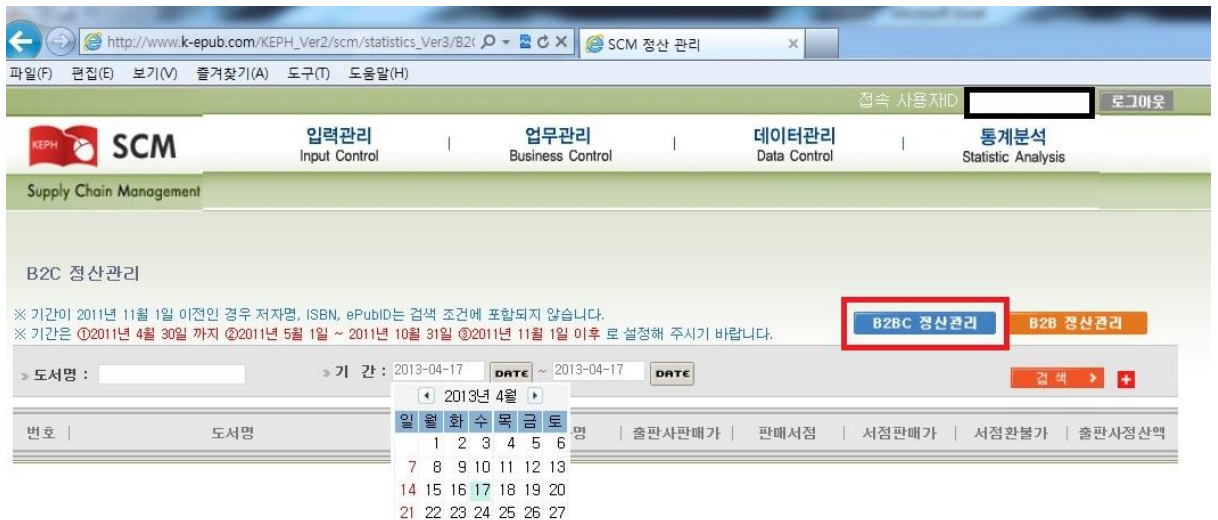 http://www.k-epub.com/KEPH_Ver2/scm/statistics_Ver3/B2
SCM 정산 관리
파일(F) 편집(E) 보기(V) 즐겨찾기(A) 도구(T) 도움말(H)
접속 사용자ID 로그아웃
KEPH SCM
입력관리 | 업무관리 | 데이터관리 | 통계분석
Input Control Business Control Data Control Statistic Analysis
Supply Chain Management
B2C 정산관리
※ 기간이 2011년 11월 1일 이전인 경우 저자명, ISBN, ePubID는 검색 조건에 포함되지 않습니다.
※ 기간은 ①2011년 4월 30일 까지 ②2011년 5월 1일 ~ 2011년 10월 31일 ③2011년 11월 1일 이후 로 설정해 주시기 바랍니다.
B2BC 정산관리 B2B 정산관리
» 도서명 : » 기 간 : 2013-04-17 DATE ~ 2013-04-17 DATE 검 색
2013년 4월
일 월 화 수 목 금 토
번호 | 도서명 명 | 출판사판매가 | 판매서점 | 서점판매가 | 서점환불가 | 출판사정산액
1 2 3 4 5 6
7 8 9 10 11 12 13
14 15 16 17 18 19 20
21 22 23 24 25 26 27